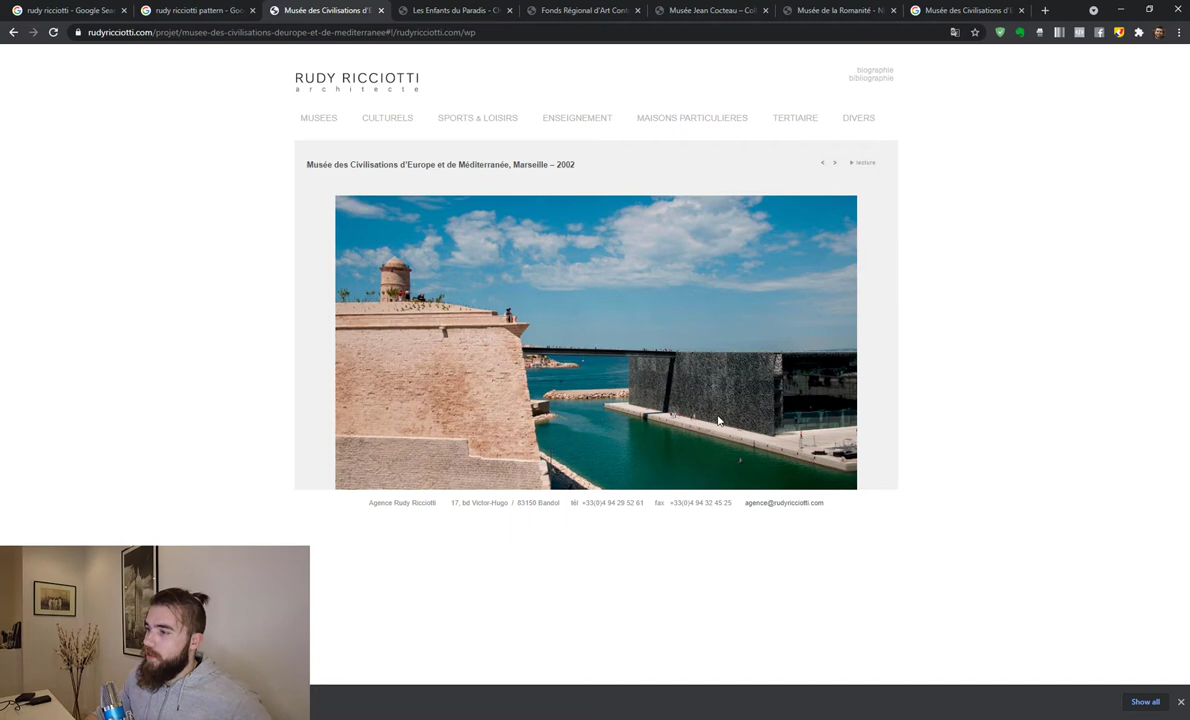 rudy ricciotti - Google Sea
rudy ricciotti pattern - Goo
Musée des Civilisations d'E
Les Enfants du Paradis - Ch
Fonds Régional d'Art Cont
Musée Jean Cocteau – Coll
Musée de la Romanité - N
Musée des Civilisations d'E
rudyricciotti.com/projet/musee-des-civilisations-deurope-et-de-mediterranee#!/rudyricciotti.com/wp
RUDY RICCIOTTI
architecte
biographie
bibliographie
MUSEES CULTURELS SPORTS & LOISIRS ENSEIGNEMENT MAISONS PARTICULIERES TERTIAIRE DIVERS
Musée des Civilisations d'Europe et de Méditerranée, Marseille – 2002
< > lecture
Agence Rudy Ricciotti 17, bd Victor-Hugo / 83150 Bandol tél +33(0)4 94 29 52 61 fax +33(0)4 94 32 45 25 agence@rudyricciotti.com
Show all